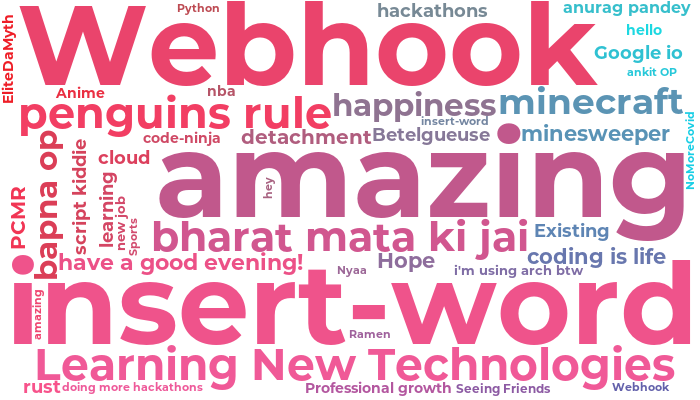 Python
hackathons
anurag pandey
Webhook
hello
EliteDaMyth
Google io
ankit OP
Anime
nba
happiness
minecraft
penguins rule
insert-word
code-ninja
detachment
Betelgueuse
minesweeper
NoMoreCovid
bapna op
script kiddie
cloud
amazing
PCMR
learning
new job
Sports
hey
bharat mata ki jai
Existing
have a good evening!
Nyaa
Hope
coding is life
i'm using arch btw
amazing
insert-word
Ramen
Learning New Technologies
rust
doing more hackathons
Professional growth
Seeing Friends
Webhook